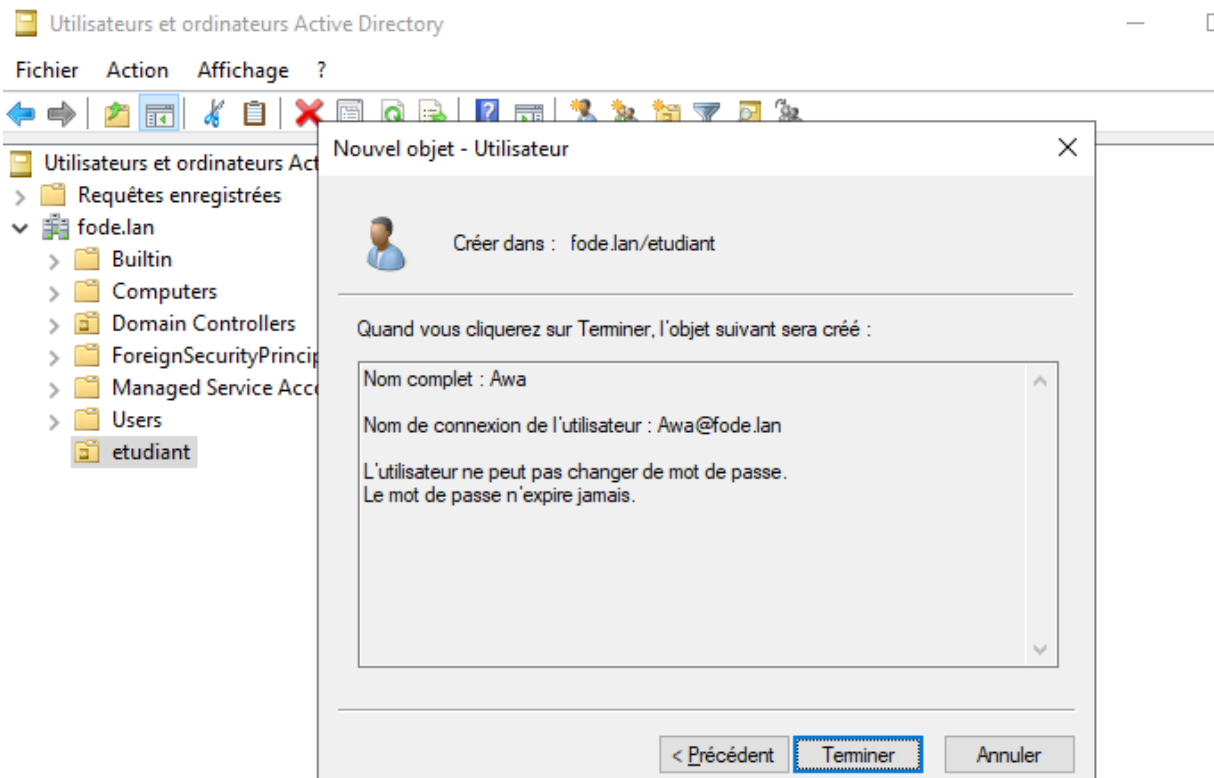 Utilisateurs et ordinateurs Active Directory
Fichier Action Affichage ?
Utilisateurs et ordinateurs Act
Requêtes enregistrées
fode.lan
Builtin
Computers
Domain Controllers
ForeignSecurityPrincip
Managed Service Acco
Users
etudiant
Nouvel objet - Utilisateur
Créer dans : fode.lan/etudiant
Quand vous cliquerez sur Terminer, l'objet suivant sera créé :
Nom complet : Awa
Nom de connexion de l'utilisateur : Awa@fode.lan
L'utilisateur ne peut pas changer de mot de passe.
Le mot de passe n'expire jamais.
< Précédent Terminer Annuler